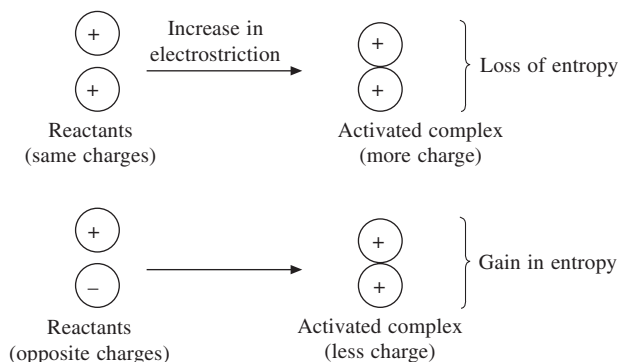 +
+
Increase in
electrostriction
+
+
Loss of entropy
Reactants
(same charges)
Activated complex
(more charge)
+
–
+
+
Gain in entropy
Reactants
(opposite charges)
Activated complex
(less charge)